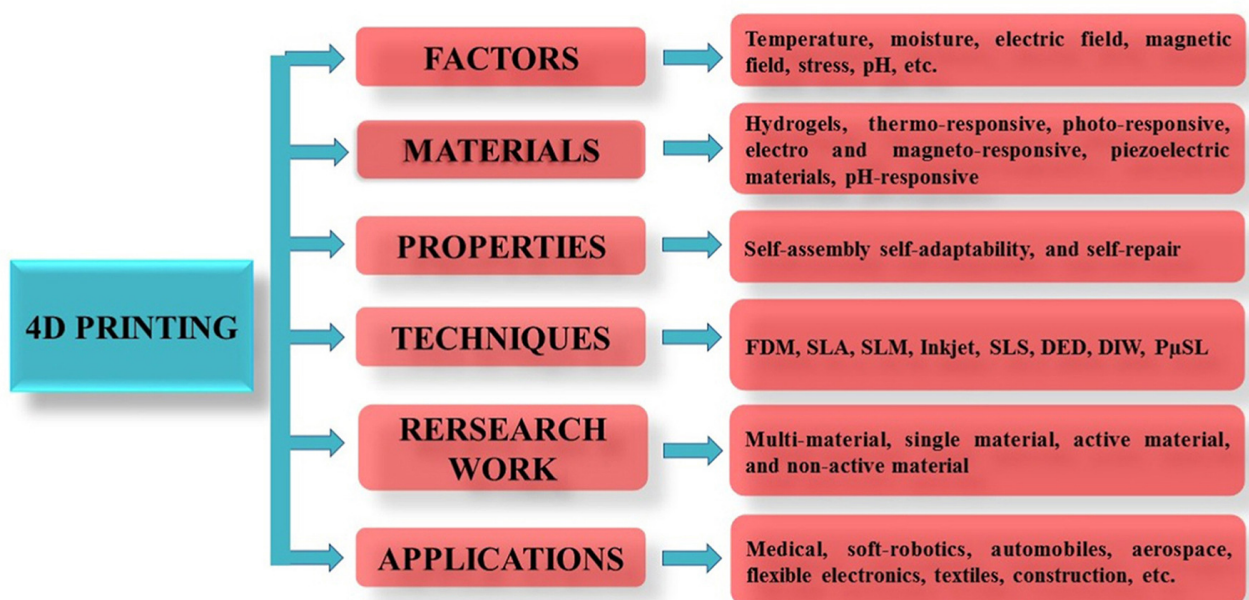 4D PRINTING
FACTORS
Temperature, moisture, electric field, magnetic
field, stress, pH, etc.
MATERIALS
Hydrogels, thermo-responsive, photo-responsive,
electro and magneto-responsive, piezoelectric
materials, pH-responsive
PROPERTIES
Self-assembly self-adaptability, and self-repair
TECHNIQUES
FDM, SLA, SLM, Inkjet, SLS, DED, DIW, PμSL
RERSEARCH
WORK
Multi-material, single material, active material,
and non-active material
APPLICATIONS
Medical, soft-robotics, automobiles, aerospace,
flexible electronics, textiles, construction, etc.